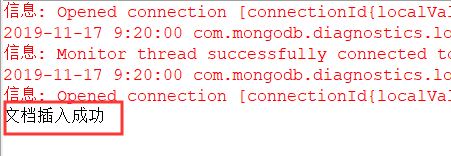 信息: Opened connection [connectionId{localVal
2019-11-17 9:20:00 com.mongodb.diagnostics.lo
信息: Monitor thread successfully connected to
2019-11-17 9:20:00 com.mongodb.diagnostics.lo
信息: Opened connection [connectionId{localVal
文档插入成功